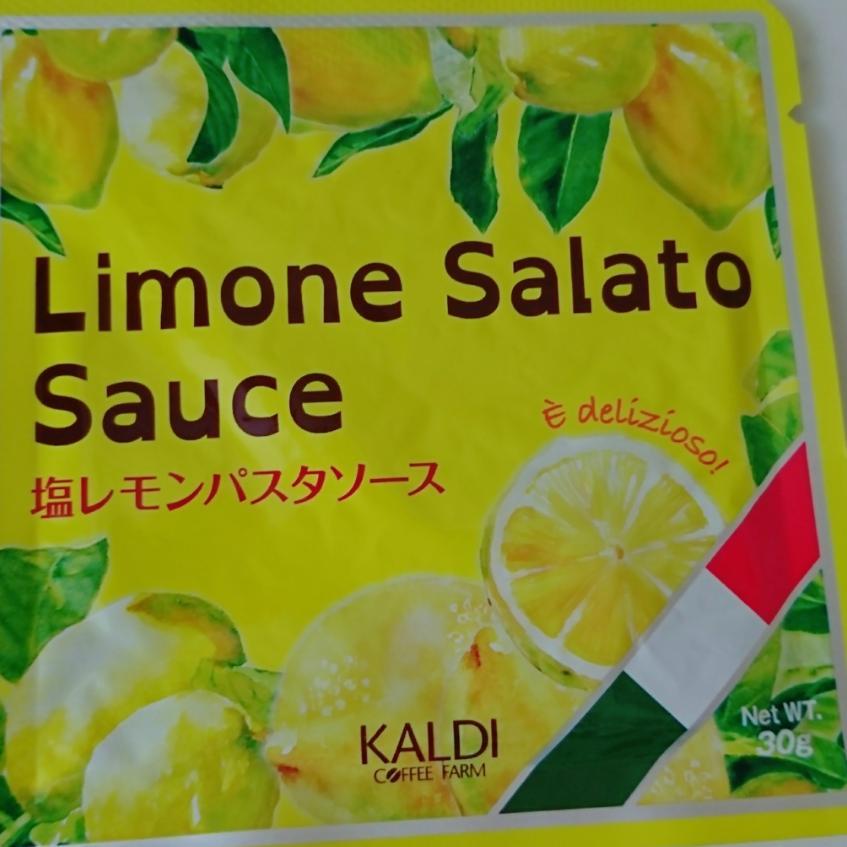 Limone Salato
Sauce
塩レモンパスタソース
È delizioso!
KALDI
COFFEE FARM
Net WT.
30g